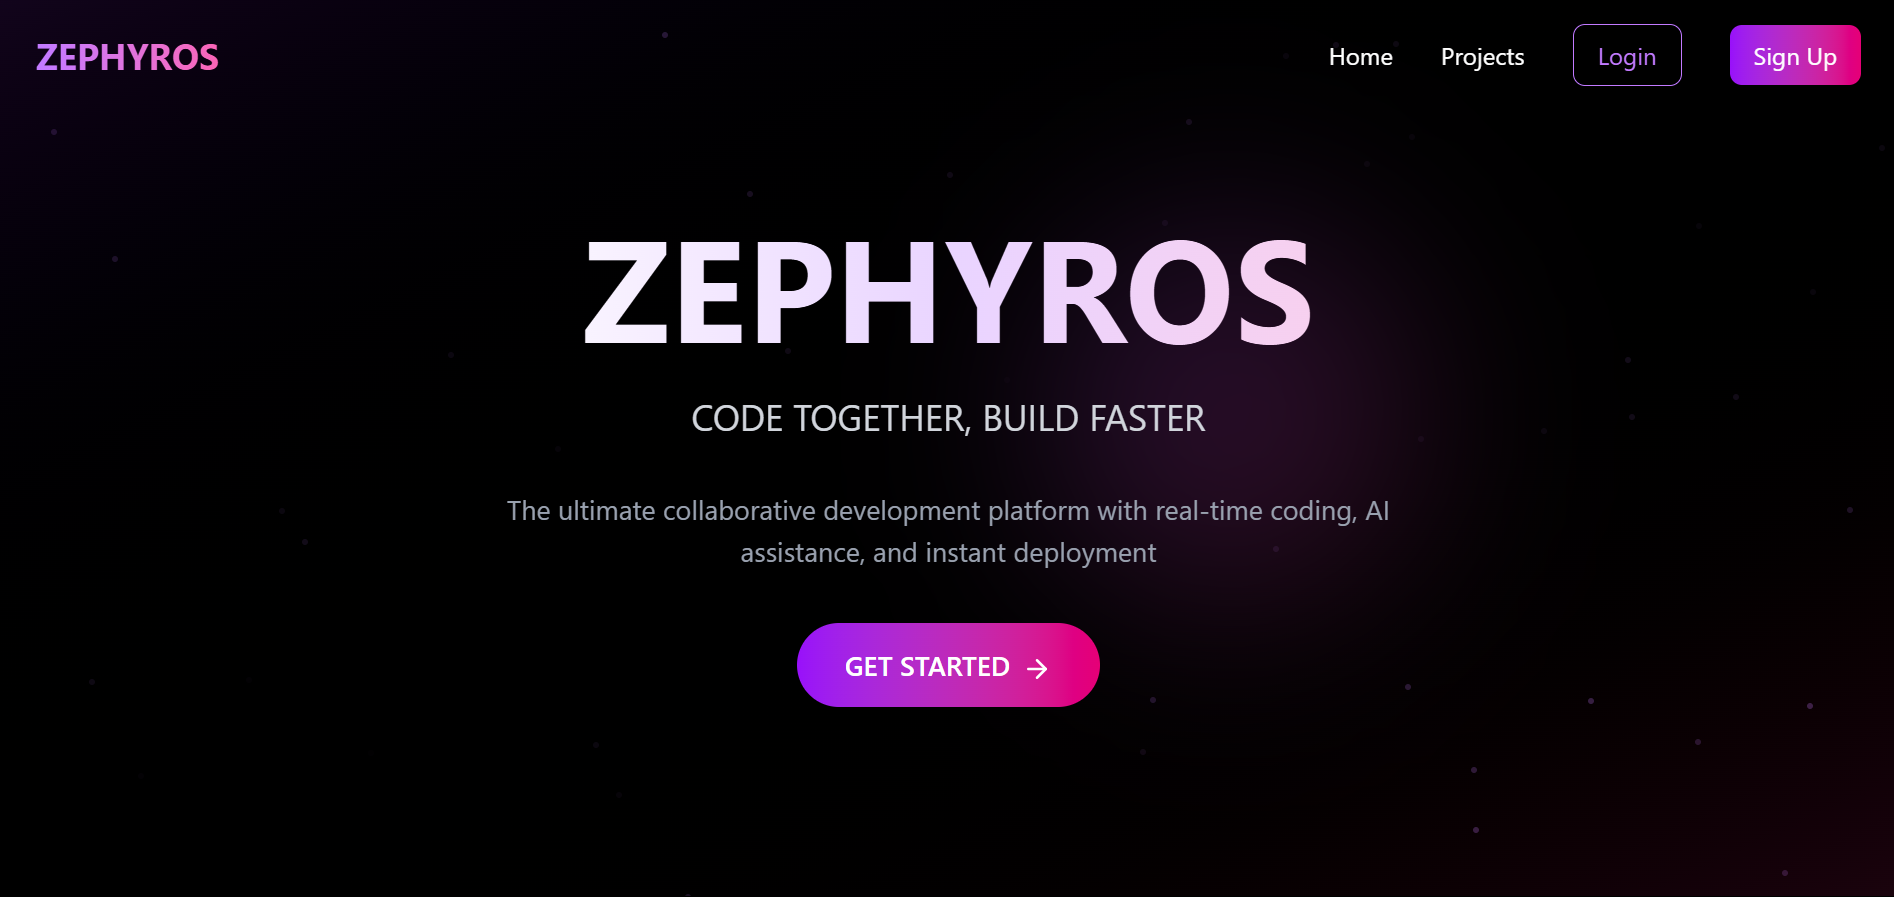 ZEPHYROS
Home
Projects
Login
Sign Up
ZEPHYROS
CODE TOGETHER, BUILD FASTER
The ultimate collaborative development platform with real-time coding, AI
assistance, and instant deployment
GET STARTED →